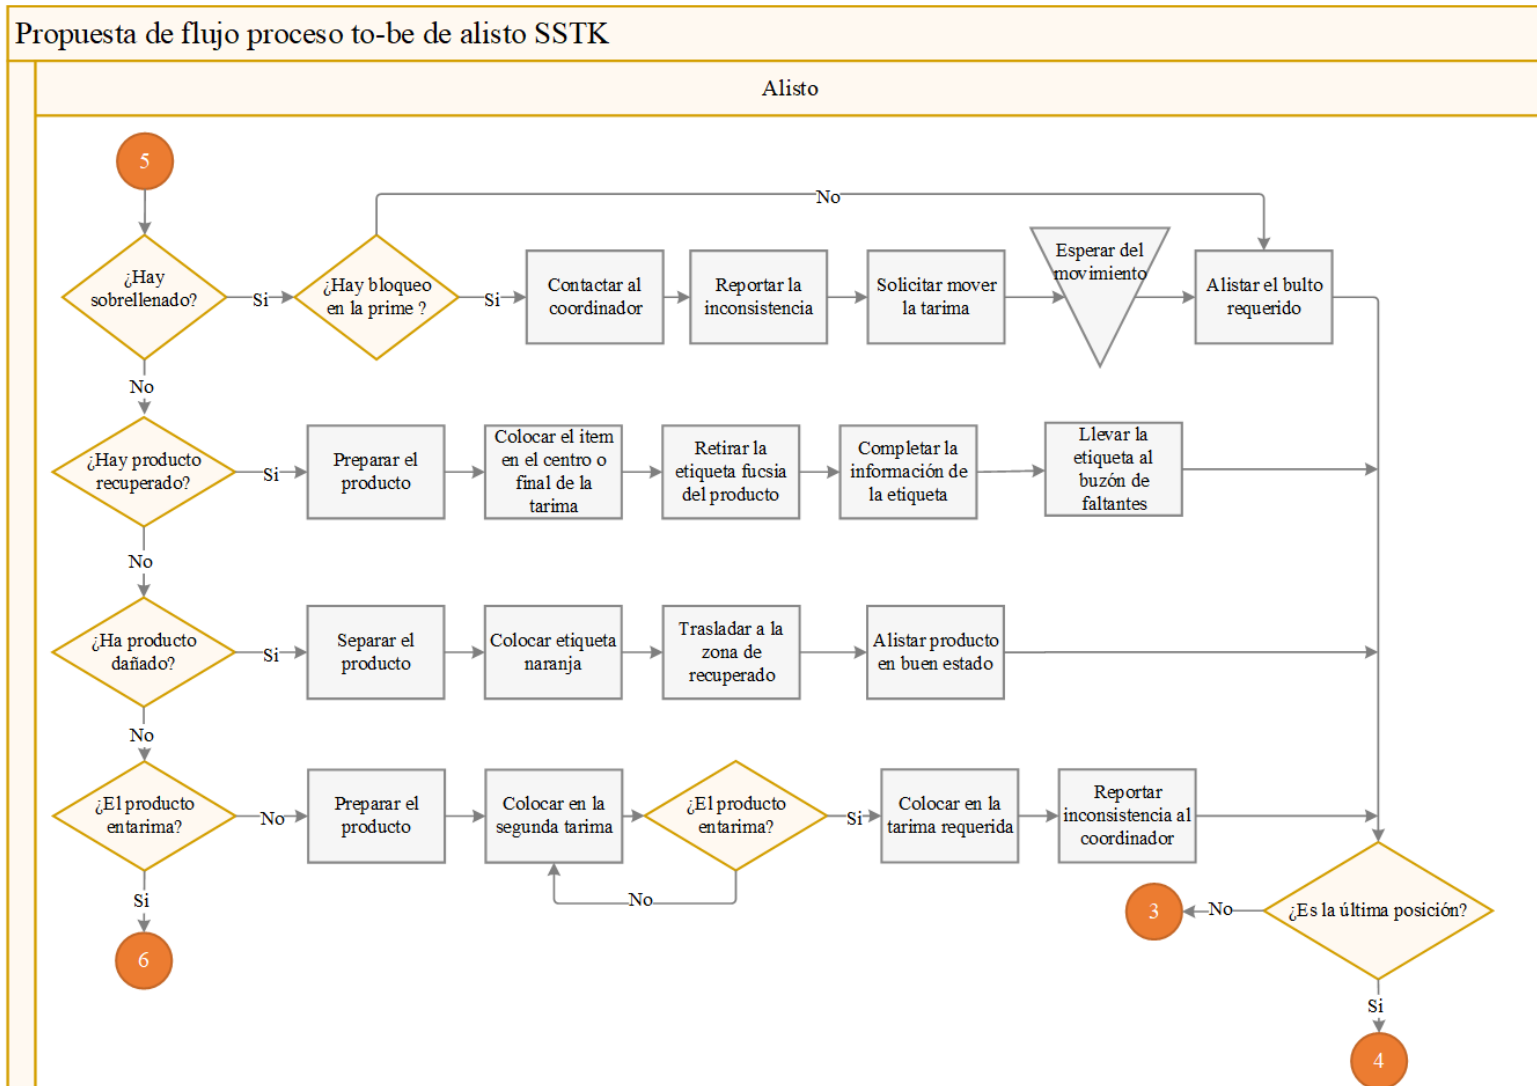 Propuesta de flujo proceso to-be de alisto SSTK
Alisto
5
No
¿Hay
sobrellenado?
Si
¿Hay bloqueo
en la prime ?
Si
Contactar al
coordinador
Reportar la
inconsistencia
Solicitar mover
la tarima
Esperar del
movimiento
Alistar el bulto
requerido
No
¿Hay producto
recuperado?
Si
Preparar el
producto
Colocar el item
en el centro o
final de la
tarima
Retirar la
etiqueta fucsia
del producto
Completar la
información de
la etiqueta
Llevar la
etiqueta al
buzón de
faltantes
No
¿Ha producto
dañado?
Si
Separar el
producto
Colocar etiqueta
naranja
Trasladar a la
zona de
recuperado
Alistar producto
en buen estado
No
¿El producto
entarima?
No
Preparar el
producto
Colocar en la
segunda tarima
¿El producto
entarima?
Si
Colocar en la
tarima requerida
Reportar
inconsistencia al
coordinador
No
Si
6
¿Es la última posición?
No
3
Si
4